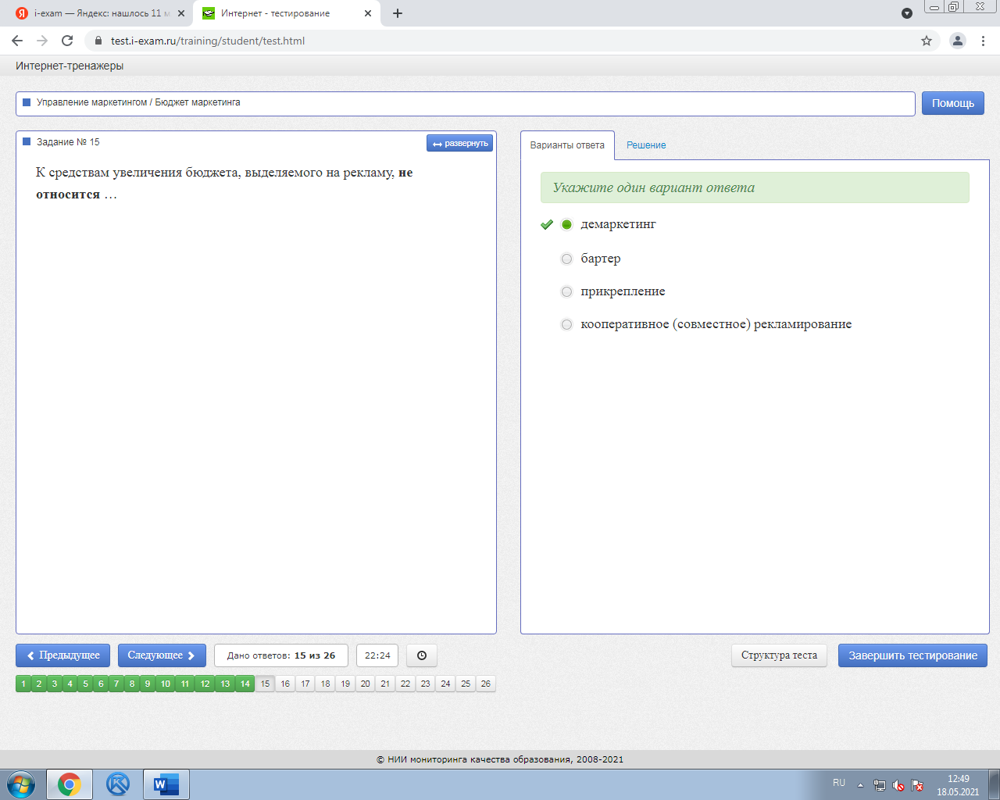 i-exam — Яндекс: нашлось 11 м
Интернет - тестирование
test.i-exam.ru/training/student/test.html
Интернет-тренажеры
Управление маркетингом / Бюджет маркетинга
Помощь
Задание № 15
развернуть
К средствам увеличения бюджета, выделяемого на рекламу, не
относится …
Варианты ответа
Решение
Укажите один вариант ответа
демаркетинг
бартер
прикрепление
кооперативное (совместное) рекламирование
Предыдущее
Следующее
Дано ответов: 15 из 26
22:24
Структура теста
Завершить тестирование
1 2 3 4 5 6 7 8 9 10 11 12 13 14 15 16 17 18 19 20 21 22 23 24 25 26
© НИИ мониторинга качества образования, 2008-2021
RU
12:49
18.05.2021